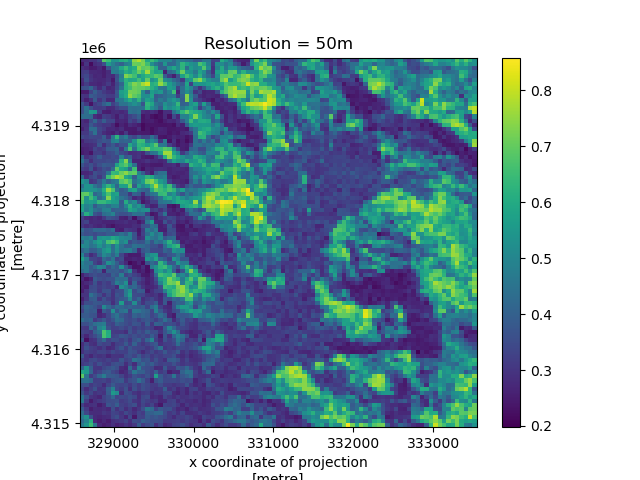 Resolution = 50m
1e6
4.319
4.318
4.317
4.316
4.315
y coordinate of projection
[metre]
329000 330000 331000 332000 333000
x coordinate of projection
[metre]
0.8
0.7
0.6
0.5
0.4
0.3
0.2